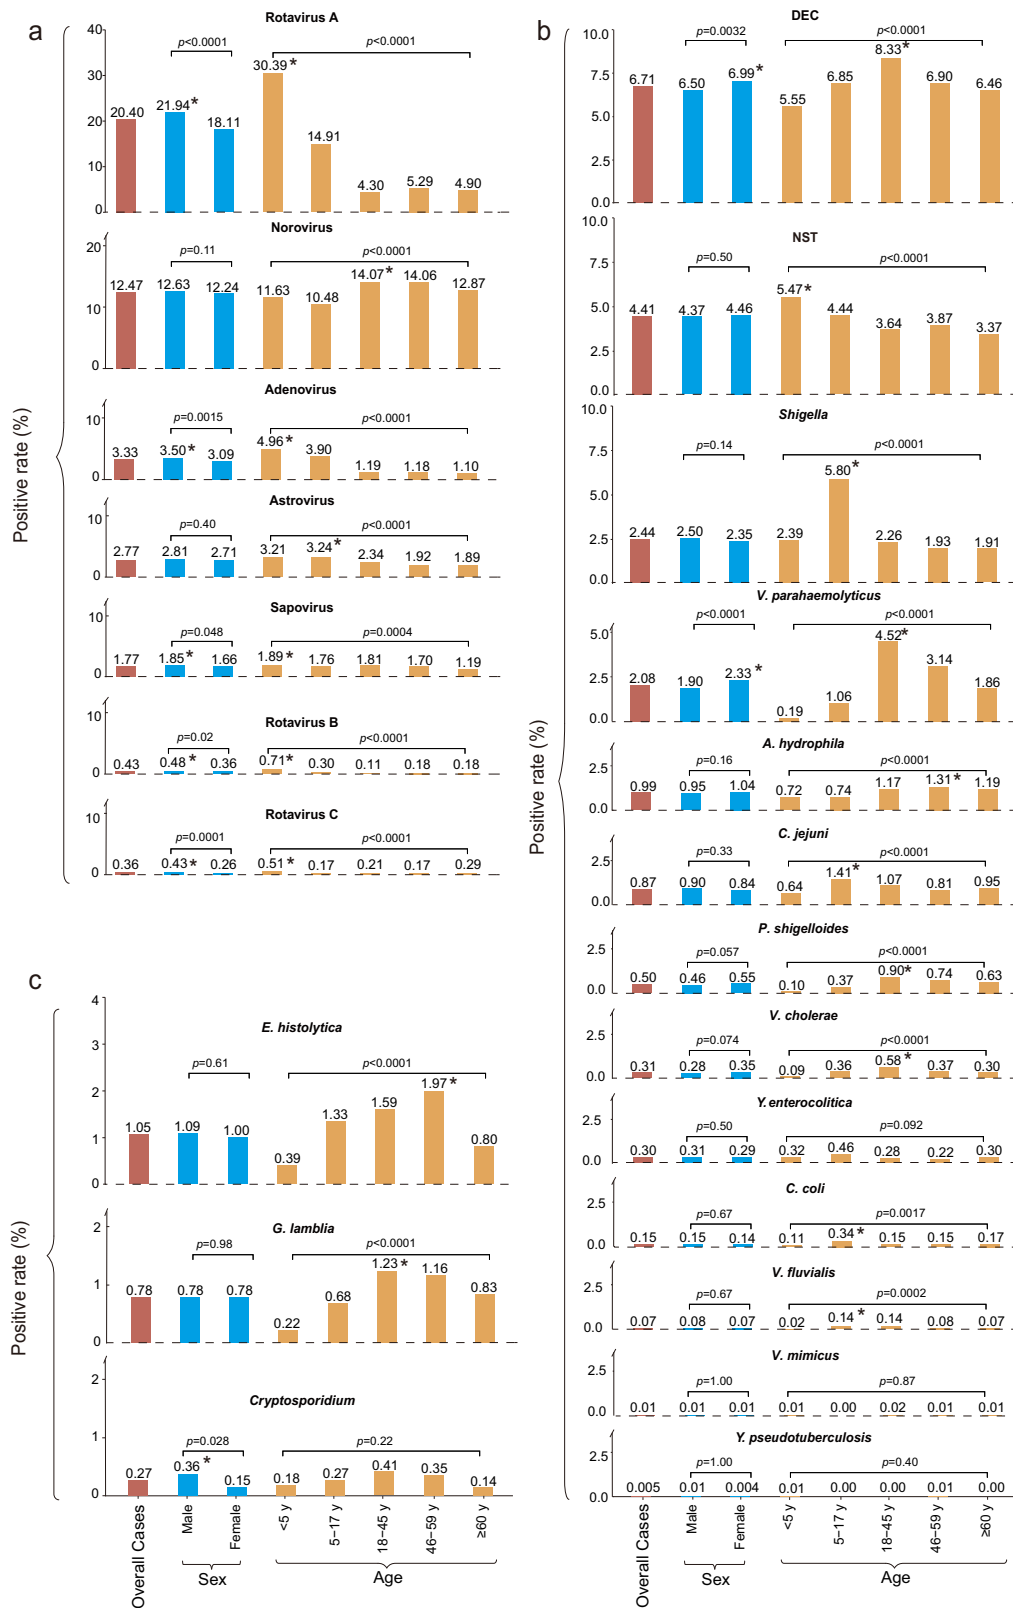 a
Positive rate (%)
Rotavirus A
40
30
20
10
0
p<0.0001
p<0.0001
20.40
21.94 *
18.11
30.39 *
14.91
4.30
5.29
4.90
Norovirus
20
10
0
p=0.11
p<0.0001
12.47
12.63
12.24
11.63
10.48
14.07 *
14.06
12.87
Adenovirus
10
0
p=0.0015
p<0.0001
3.33
3.50 *
3.09
4.96 *
3.90
1.19
1.18
1.10
Astrovirus
10
0
p=0.40
p<0.0001
2.77
2.81
2.71
3.21
3.24 *
2.34
1.92
1.89
Sapovirus
10
0
p=0.048
p=0.0004
1.77
1.85 *
1.66
1.89 *
1.76
1.81
1.70
1.19
Rotavirus B
10
0
p=0.02
p<0.0001
0.43
0.48 *
0.36
0.71 *
0.30
0.11
0.18
0.18
Rotavirus C
10
0
p=0.0001
p<0.0001
0.36
0.43 *
0.26
0.51 *
0.17
0.21
0.17
0.29
b
Positive rate (%)
DEC
10.0
7.5
5.0
2.5
0.0
p=0.0032
p<0.0001
6.71
6.50
6.99 *
5.55
6.85
8.33 *
6.90
6.46
NST
10.0
7.5
5.0
2.5
0.0
p=0.50
p<0.0001
4.41
4.37
4.46
5.47 *
4.44
3.64
3.87
3.37
Shigella
10.0
7.5
5.0
2.5
0.0
p=0.14
p<0.0001
2.44
2.50
2.35
2.39
5.80 *
2.26
1.93
1.91
V. parahaemolyticus
5.0
2.5
0.0
p<0.0001
p<0.0001
2.08
1.90
2.33 *
0.19
1.06
4.52 *
3.14
1.86
A. hydrophila
2.5
0.0
p=0.16
p<0.0001
0.99
0.95
1.04
0.72
0.74
1.17
1.31 *
1.19
C. jejuni
2.5
0.0
p=0.33
p<0.0001
0.87
0.90
0.84
0.64
1.41 *
1.07
0.81
0.95
P. shigelloides
2.5
0.0
p=0.057
p<0.0001
0.50
0.46
0.55
0.10
0.37
0.90 *
0.74
0.63
V. cholerae
2.5
0.0
p=0.074
p<0.0001
0.31
0.28
0.35
0.09
0.36
0.58 *
0.37
0.30
Y. enterocolitica
2.5
0.0
p=0.50
p=0.092
0.30
0.31
0.29
0.32
0.46
0.28
0.22
0.30
C. coli
2.5
0.0
p=0.67
p=0.0017
0.15
0.15
0.14
0.11
0.34 *
0.15
0.15
0.17
V. fluvialis
2.5
0.0
p=0.67
p=0.0002
0.07
0.08
0.07
0.02
0.14 *
0.14
0.08
0.07
V. mimicus
2.5
0.0
p=1.00
p=0.87
0.01
0.01
0.01
0.01
0.00
0.02
0.01
0.01
Y. pseudotuberculosis
2.5
0.0
p=1.00
p=0.40
0.005
0.01
0.004
0.01
0.00
0.00
0.01
0.00
Overall Cases
Male
Female
Sex
<5 y
5−17 y
18−45 y
46−59 y
≥60 y
Age
c
Positive rate (%)
E. histolytica
4
3
2
1
0
p=0.61
p<0.0001
1.05
1.09
1.00
0.39
1.33
1.59
1.97 *
0.80
G. lamblia
2
1
0
p=0.98
p<0.0001
0.78
0.78
0.78
0.22
0.68
1.23 *
1.16
0.83
Cryptosporidium
2
1
0
p=0.028
p=0.22
0.27
0.36 *
0.15
0.18
0.27
0.41
0.35
0.14
Overall Cases
Male
Female
Sex
<5 y
5−17 y
18−45 y
46−59 y
≥60 y
Age